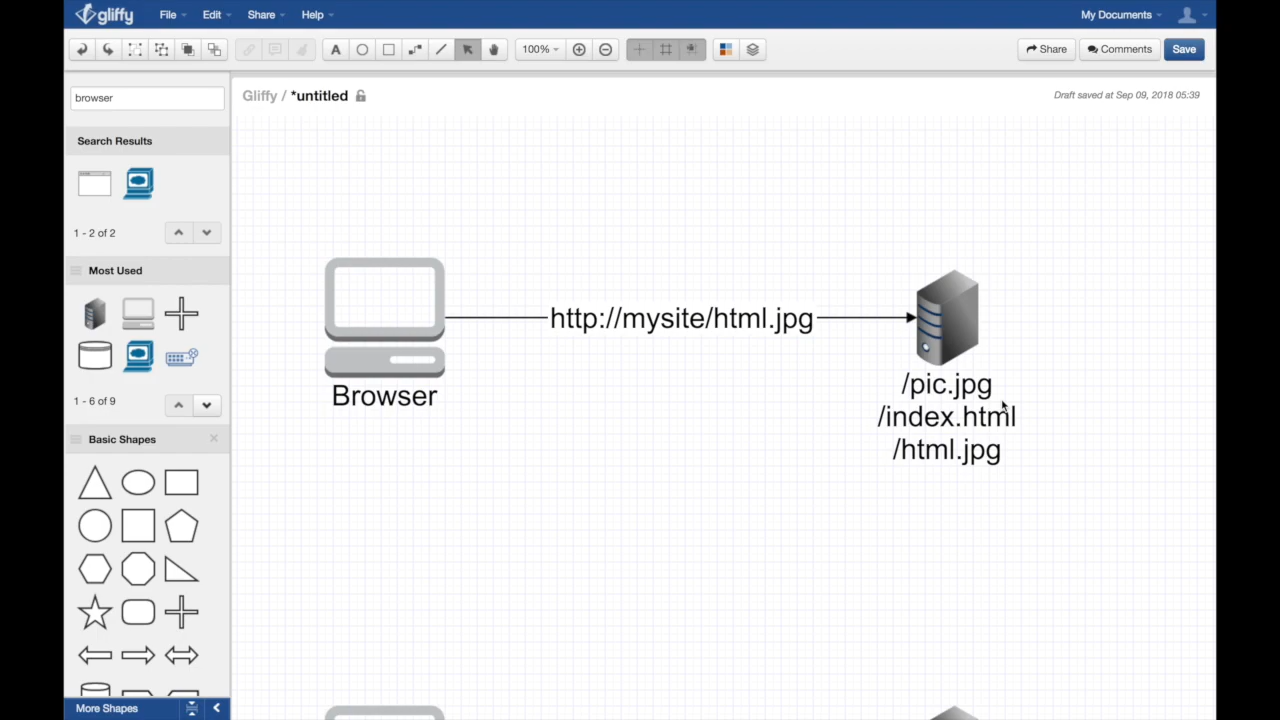 gliffy File Edit Share Help My Documents
A 100% Share Comments Save
browser
Gliffy / *untitled
Draft saved at Sep 09, 2018 05:39
Search Results
1 - 2 of 2
Most Used
1 - 6 of 9
Basic Shapes
More Shapes
http://mysite/html.jpg
Browser
/pic.jpg
/index.html
/html.jpg